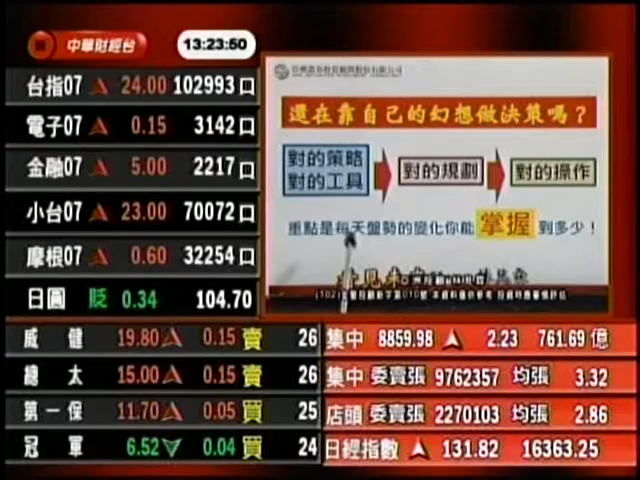 中華財經台 13:23:50
台指07 24.00 102993口
電子07 0.15 3142口
金融07 5.00 2217口
小台07 23.00 70072口
摩根07 0.60 32254口
日圓 貶 0.34 104.70
還在靠自己的幻想做決策嗎？
對的策略
對的工具
對的規劃
對的操作
重點是每天盤勢的變化你能 掌握 到多少！
威健 19.80 0.15 賣 26
總太 15.00 0.15 賣 26
第一保 11.70 0.05 買 25
冠軍 6.52 0.04 買 24
集中 8859.98 2.23 761.69億
集中 委賣張 9762357 均張 3.32
店頭 委賣張 2270103 均張 2.86
日經指數 131.82 16363.25